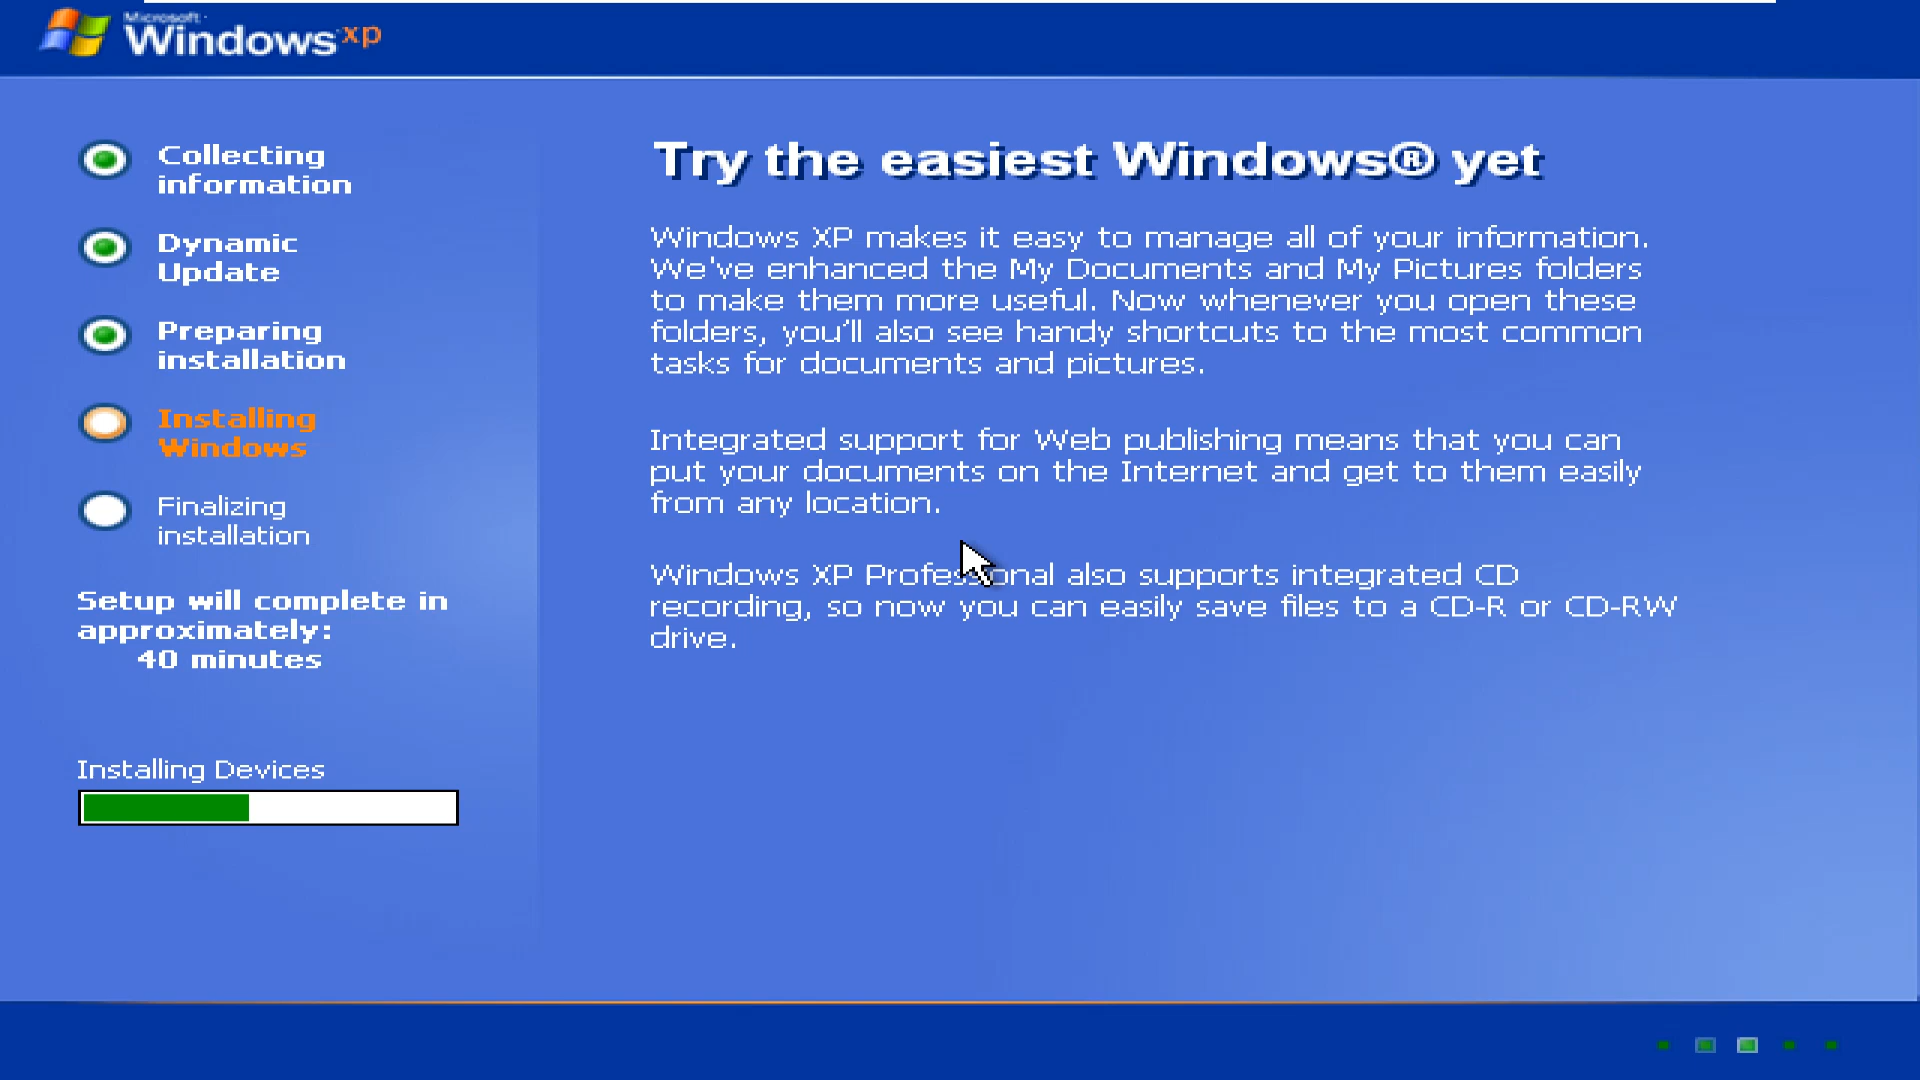 Microsoft
Windows xp
Collecting
information
Dynamic
Update
Preparing
installation
Installing
Windows
Finalizing
installation
Setup will complete in
approximately:
40 minutes
Installing Devices
Try the easiest Windows® yet
Windows XP makes it easy to manage all of your information.
We've enhanced the My Documents and My Pictures folders
to make them more useful. Now whenever you open these
folders, you'll also see handy shortcuts to the most common
tasks for documents and pictures.
Integrated support for Web publishing means that you can
put your documents on the Internet and get to them easily
from any location.
Windows XP Professional also supports integrated CD
recording, so now you can easily save files to a CD-R or CD-RW
drive.